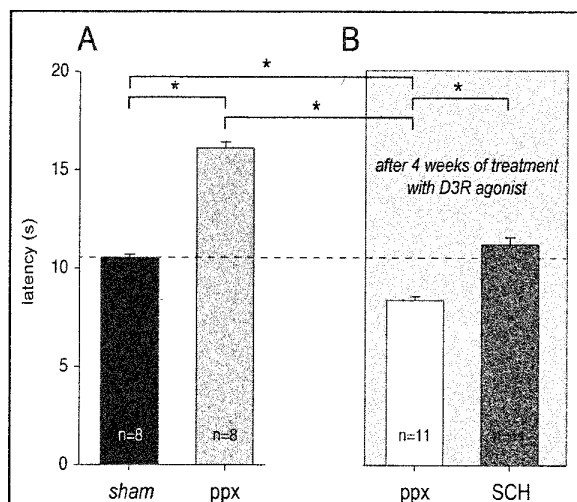 A
B
20
*
*
*
*
15
after 4 weeks of treatment
with D3R agonist
latency (s)
10
5
n=8
n=8
n=11
0
sham
ppx
ppx
SCH